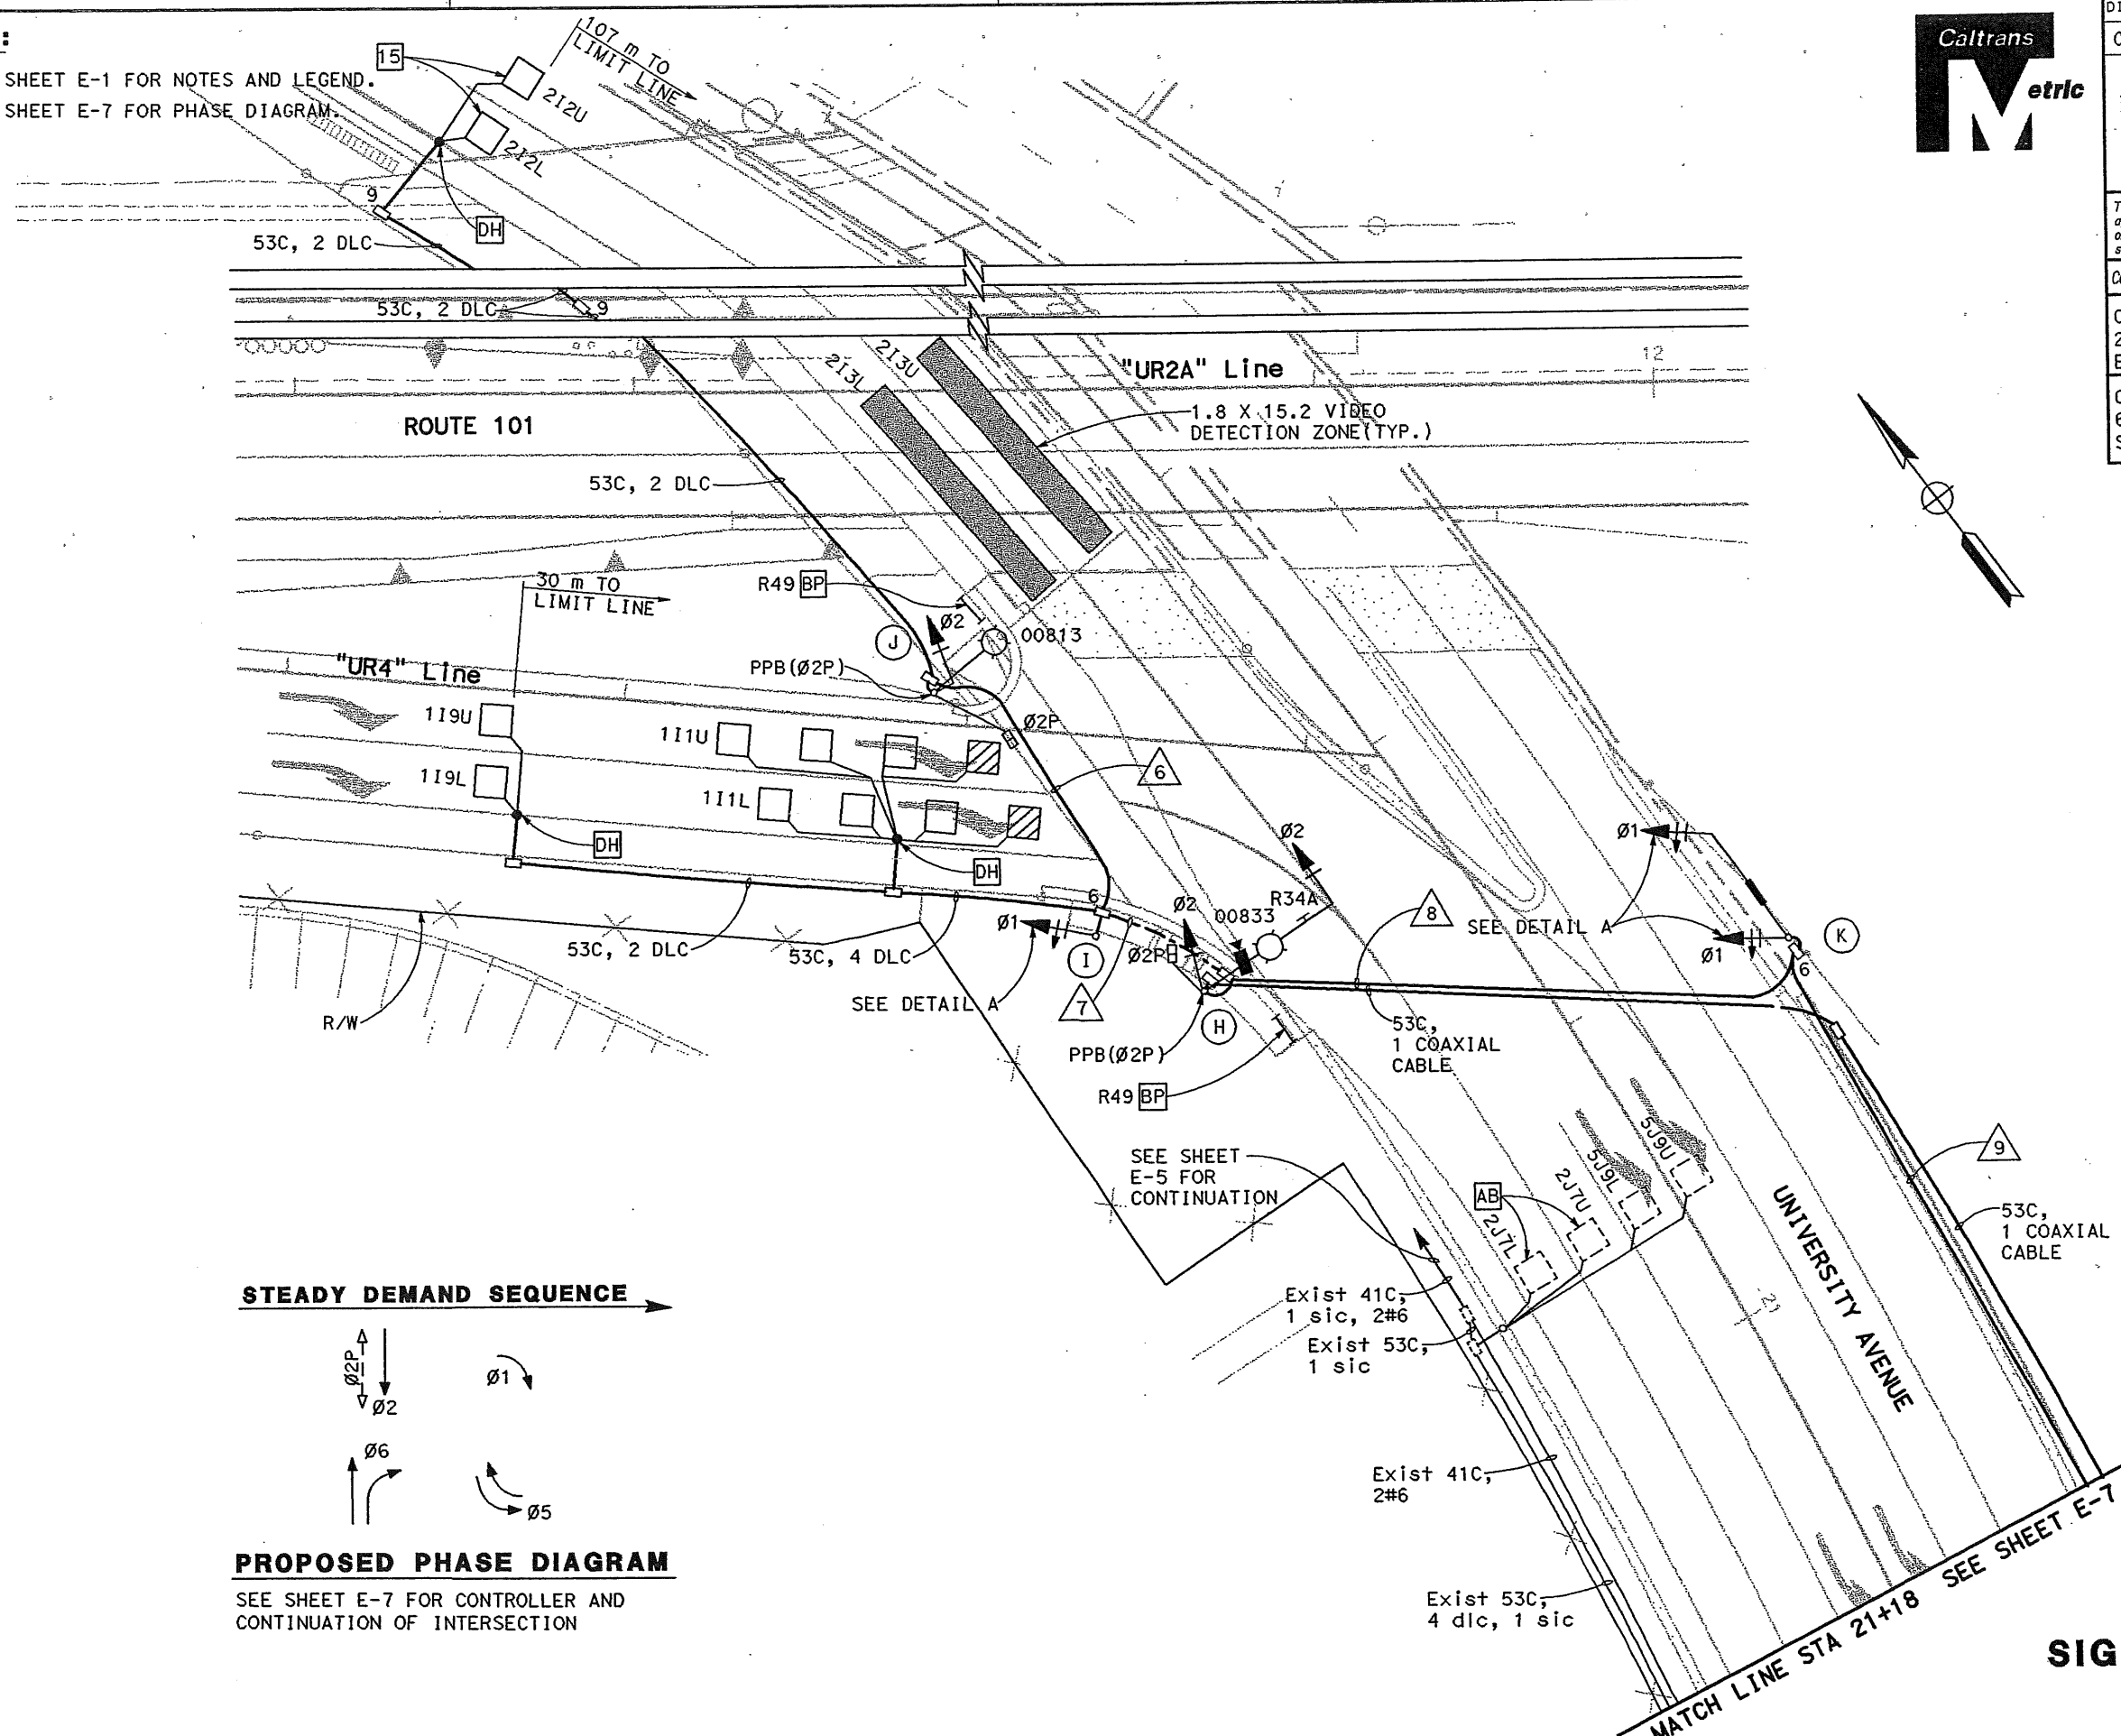 :
SHEET E-1 FOR NOTES AND LEGEND.
SHEET E-7 FOR PHASE DIAGRAM.
15
2I2U
2I2L
107 m TO
LIMIT LINE
9
DH
53C, 2 DLC
53C, 2 DLC
9
Caltrans
Metric
2I3L
2I3U
"UR2A" Line
12
ROUTE 101
1.8 X 15.2 VIDEO
DETECTION ZONE(TYP.)
53C, 2 DLC
30 m TO
LIMIT LINE
R49 BP
Ø2
00813
J
PPB(Ø2P)
"UR4" Line
Ø2P
1I9U
1I1U
1I9L
1I1L
6
DH
DH
6
Ø1
53C, 2 DLC
53C, 4 DLC
I
SEE DETAIL A
7
R/W
Ø2
Ø2P
00833
R34A
Ø2
8
H
PPB(Ø2P)
R49 BP
53C,
1 COAXIAL
CABLE
Ø1
SEE DETAIL A
Ø1
K
6
9
53C,
1 COAXIAL
CABLE
SEE SHEET
E-5 FOR
CONTINUATION
AB
2J7L
2J7U
5J9L
5J9U
UNIVERSITY AVENUE
21
Exist 41C,
1 sic, 2#6
Exist 53C,
1 sic
Exist 41C,
2#6
Exist 53C,
4 dlc, 1 sic
MATCH LINE STA 21+18 SEE SHEET E-7
STEADY DEMAND SEQUENCE
Ø2P
Ø2
Ø1
Ø6
Ø5
PROPOSED PHASE DIAGRAM
SEE SHEET E-7 FOR CONTROLLER AND
CONTINUATION OF INTERSECTION
SIG